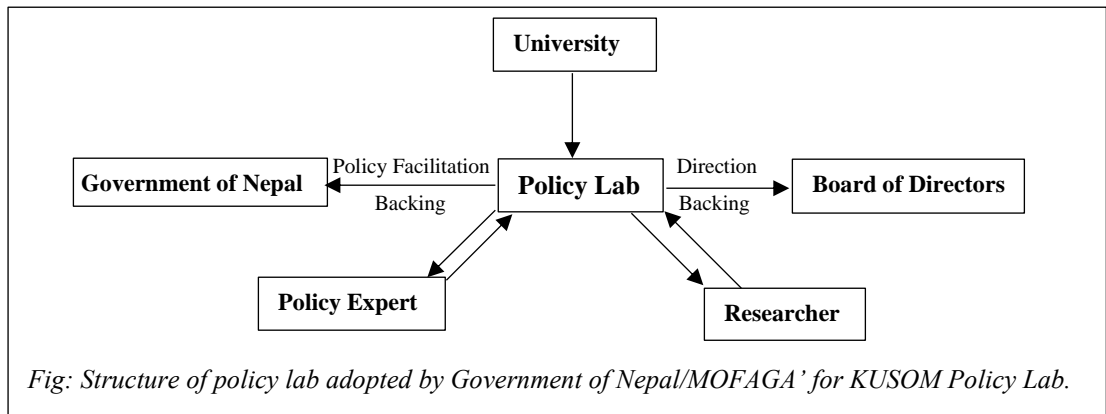 University
Government of Nepal
Policy Facilitation
Backing
Policy Lab
Direction
Backing
Board of Directors
Policy Expert
Researcher
Fig: Structure of policy lab adopted by Government of Nepal/MOFAGA’ for KUSOM Policy Lab.